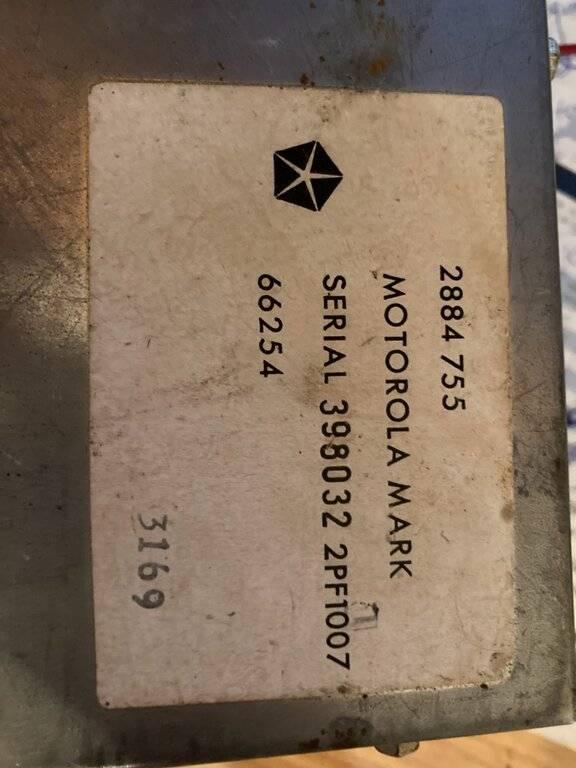 2884 755
MOTOROLA MARK
SERIAL 398032 2PF1007
66254
3169